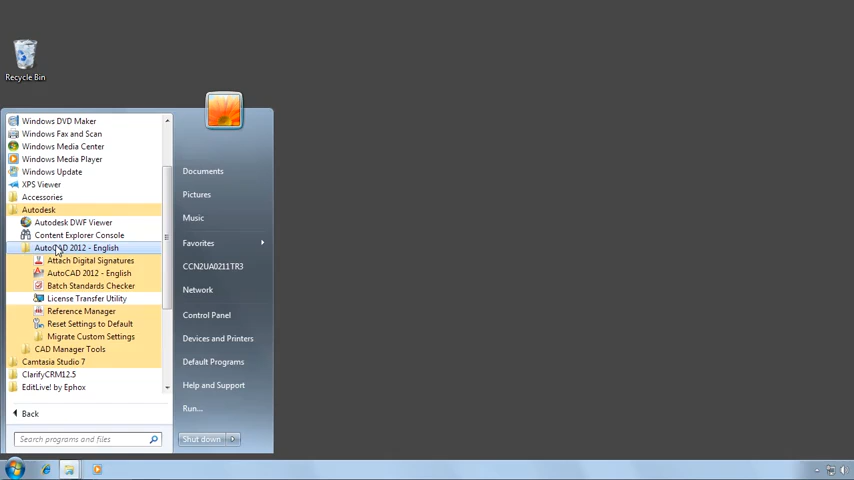 Recycle Bin
Windows DVD Maker
Windows Fax and Scan
Windows Media Center
Windows Media Player
Windows Update
XPS Viewer
Accessories
Autodesk
Autodesk DWF Viewer
Content Explorer Console
AutoCAD 2012 - English
Attach Digital Signatures
AutoCAD 2012 - English
Batch Standards Checker
License Transfer Utility
Reference Manager
Reset Settings to Default
Migrate Custom Settings
CAD Manager Tools
Camtasia Studio 7
ClarifyCRM12.5
EditLive! by Ephox
Back
Search programs and files
Documents
Pictures
Music
Favorites
CCN2UA0211TR3
Network
Control Panel
Devices and Printers
Default Programs
Help and Support
Run...
Shut down